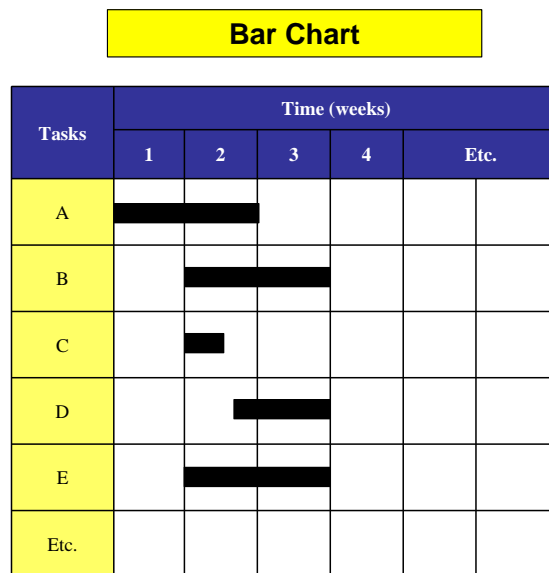 Bar Chart
Tasks
Time (weeks)
1 2 3 4 Etc.
A
B
C
D
E
Etc.